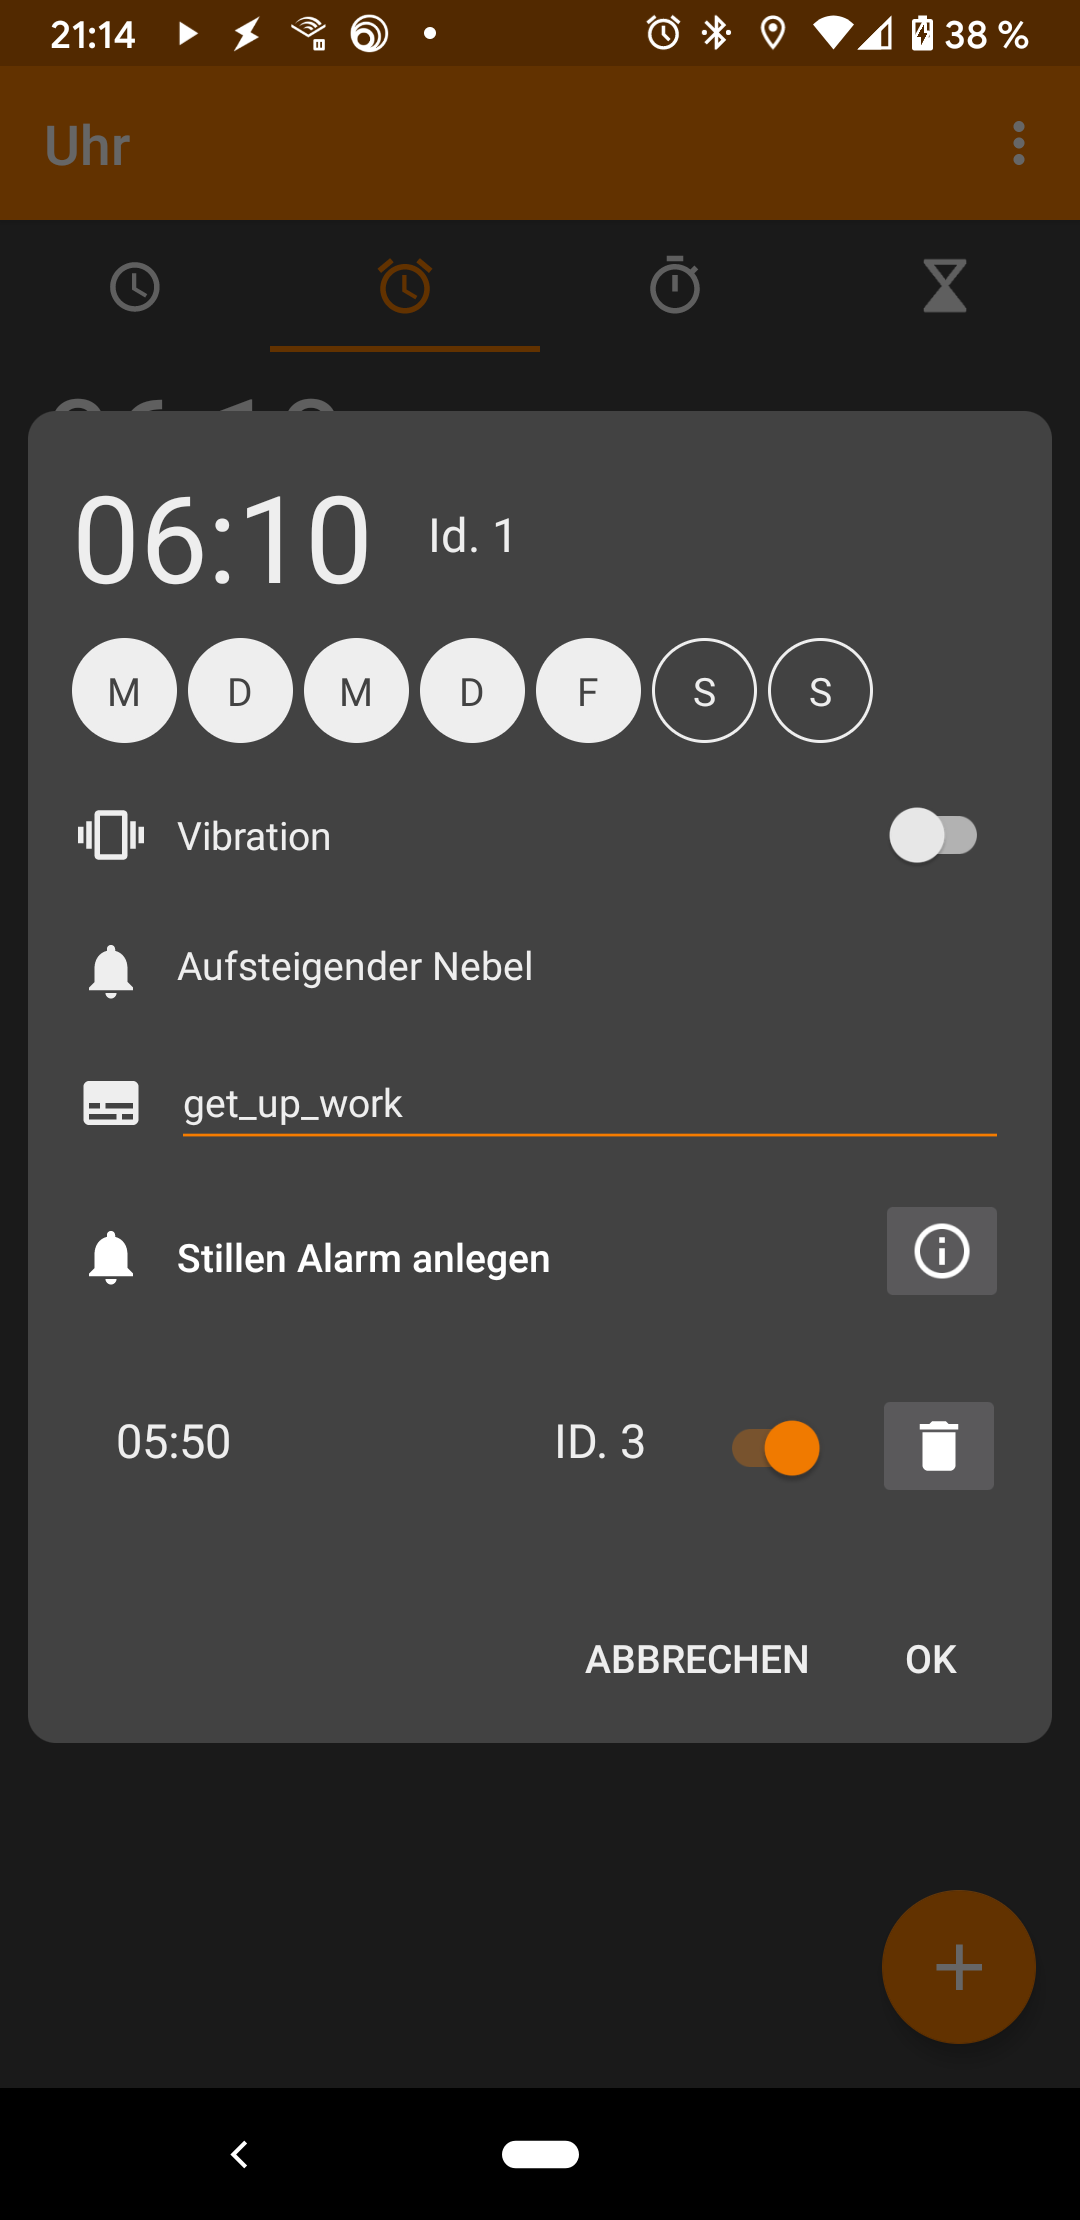 21:14 38 %
Uhr
06:10 Id. 1
M D M D F S S
Vibration
Aufsteigender Nebel
get_up_work
Stillen Alarm anlegen
05:50 ID. 3
ABBRECHEN OK